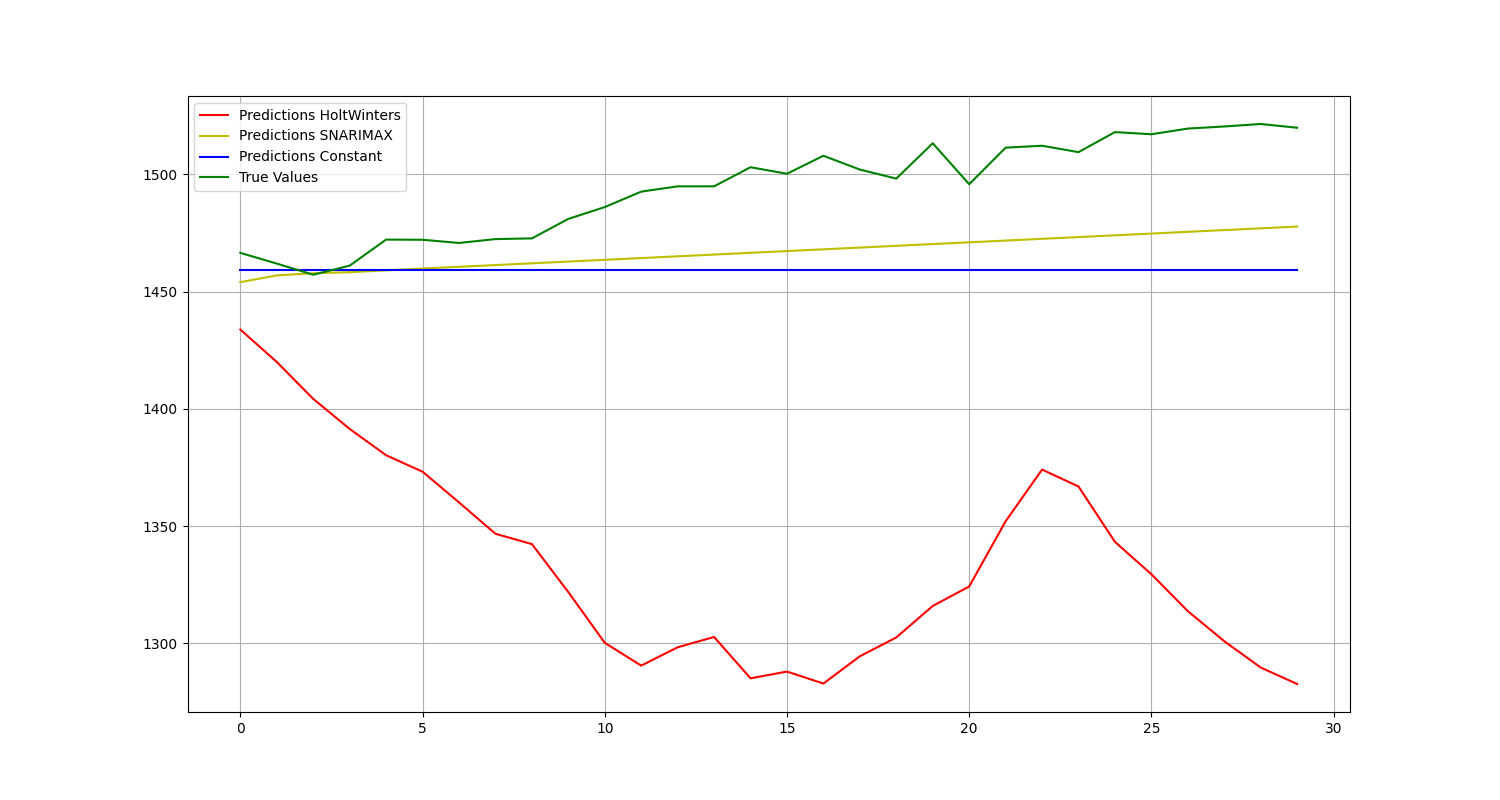 Predictions HoltWinters
Predictions SNARIMAX
Predictions Constant
True Values
1500
1450
1400
1350
1300
0 5 10 15 20 25 30